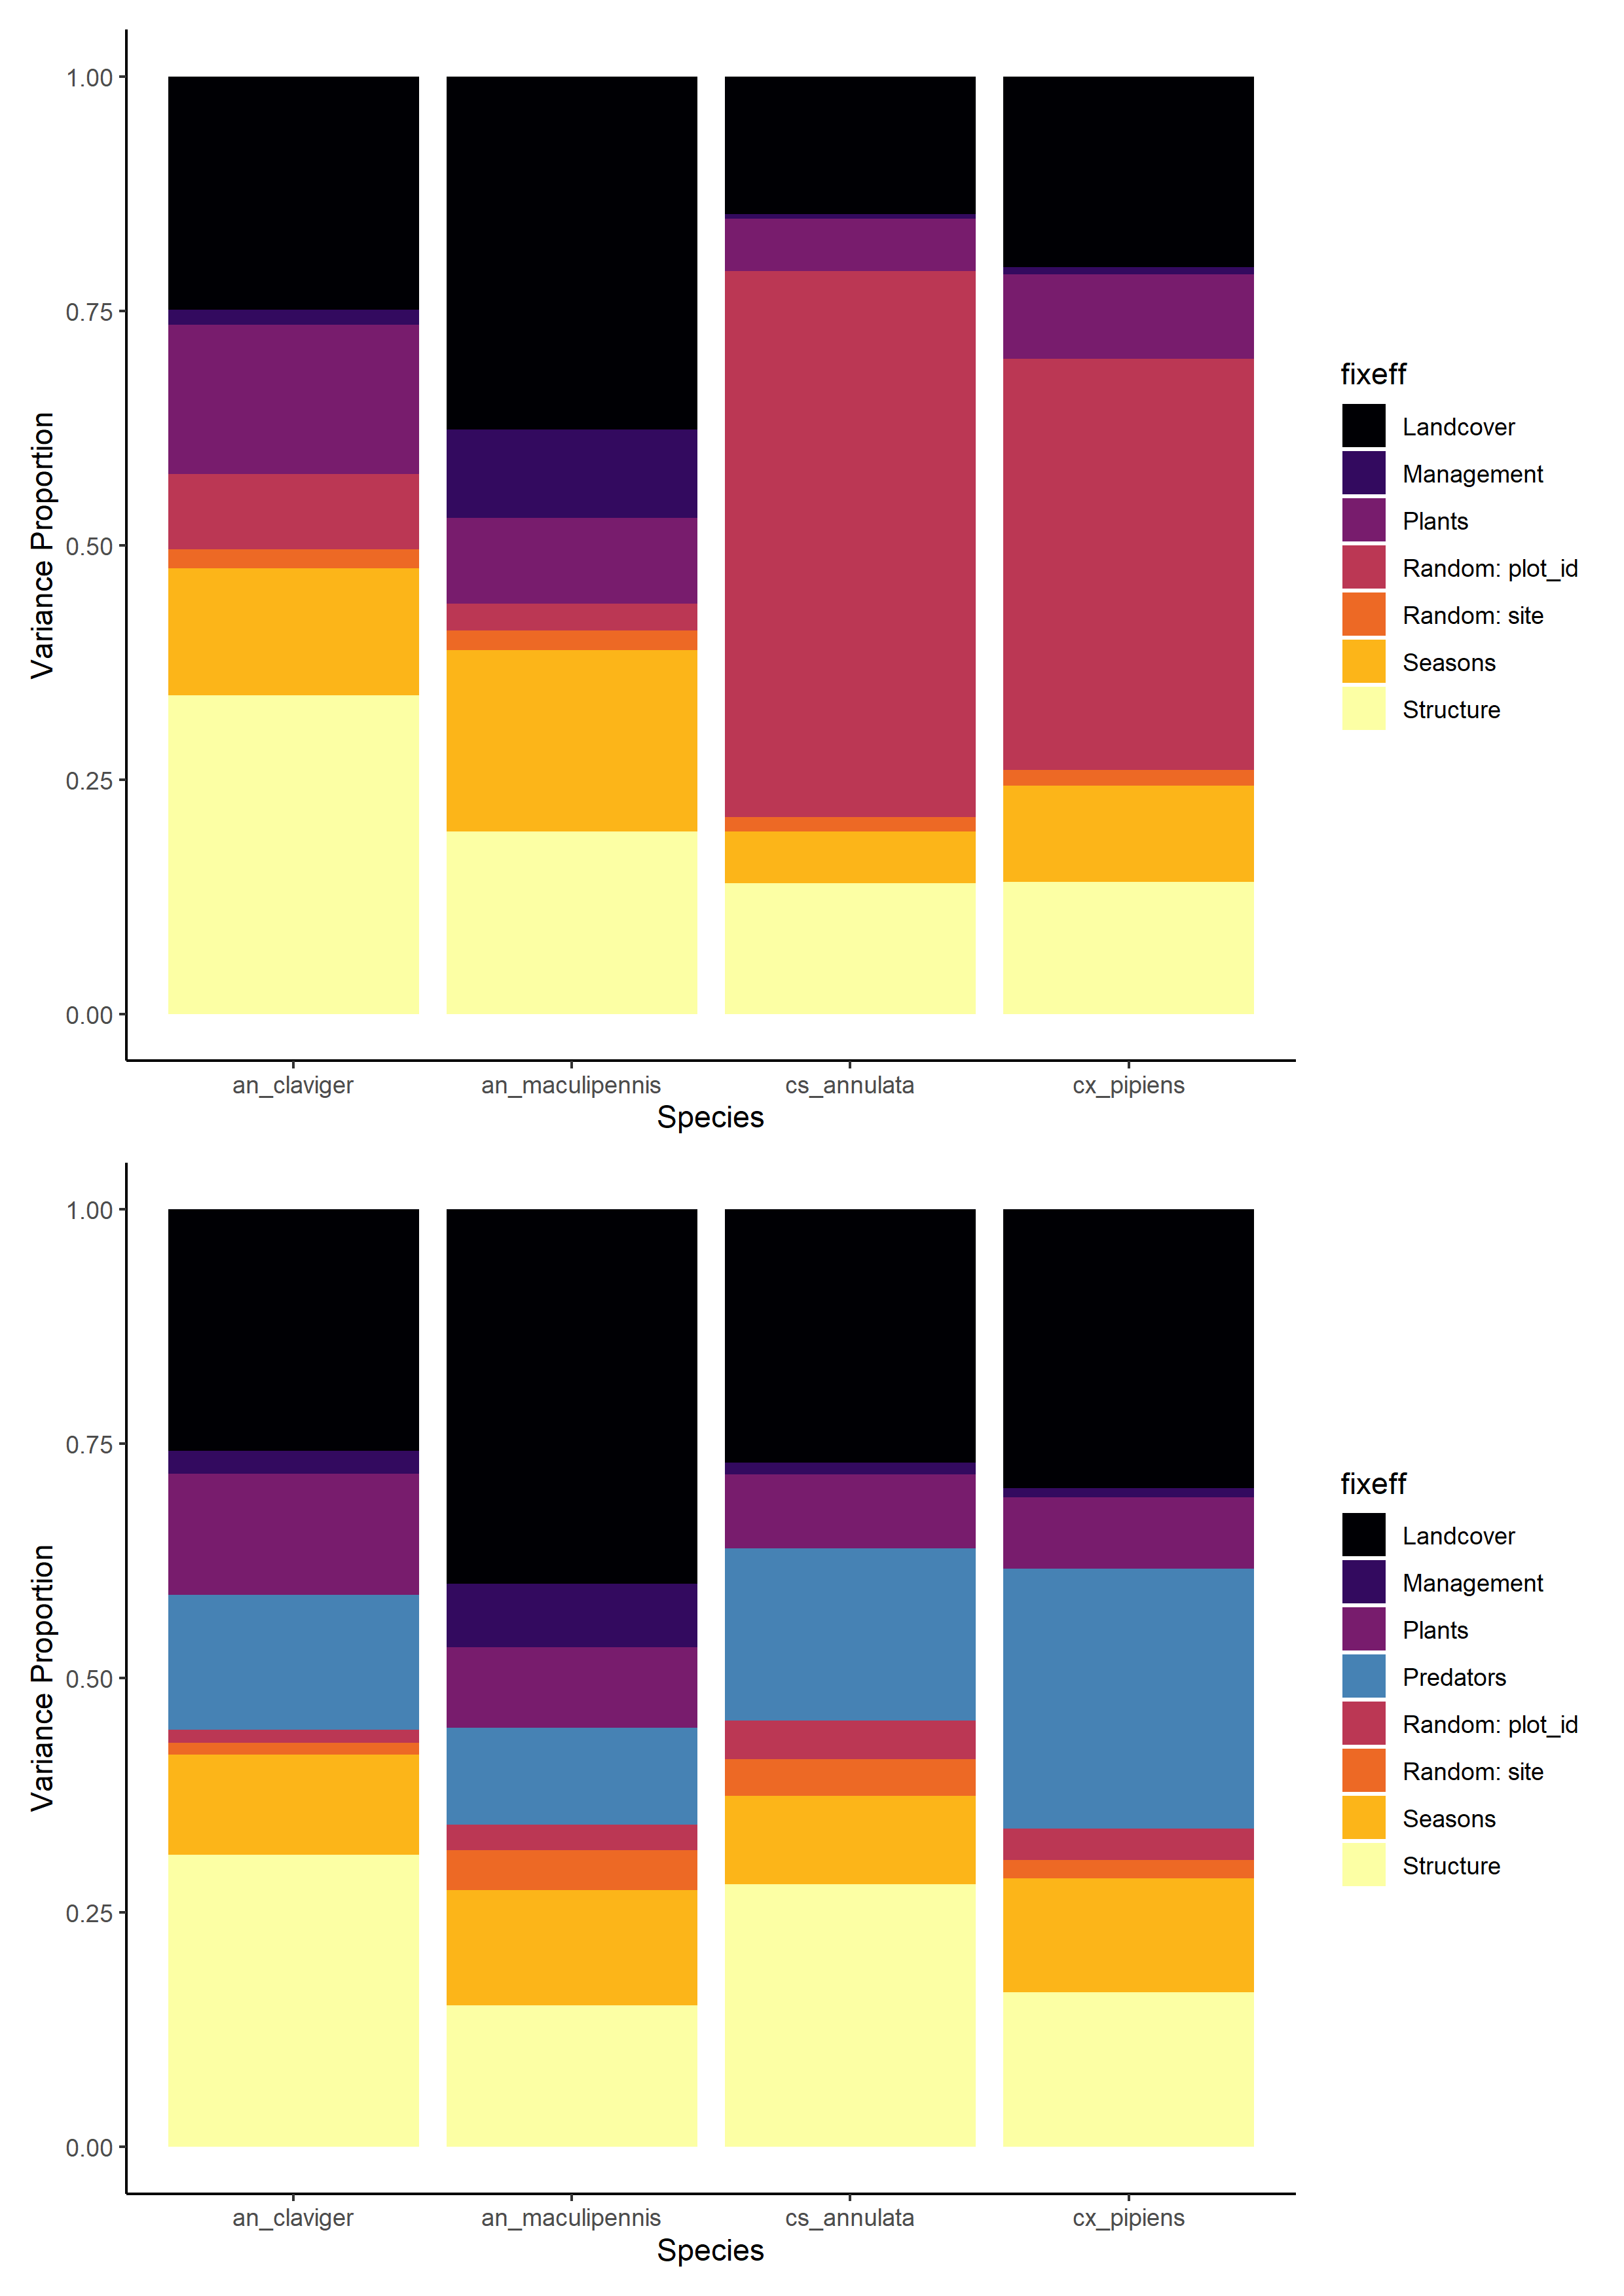 1.00
0.75
0.50
0.25
0.00
Variance Proportion
an_claviger an_maculipennis cs_annulata cx_pipiens
Species
fixeff
Landcover
Management
Plants
Random: plot_id
Random: site
Seasons
Structure
1.00
0.75
0.50
0.25
0.00
Variance Proportion
an_claviger an_maculipennis cs_annulata cx_pipiens
Species
fixeff
Landcover
Management
Plants
Predators
Random: plot_id
Random: site
Seasons
Structure